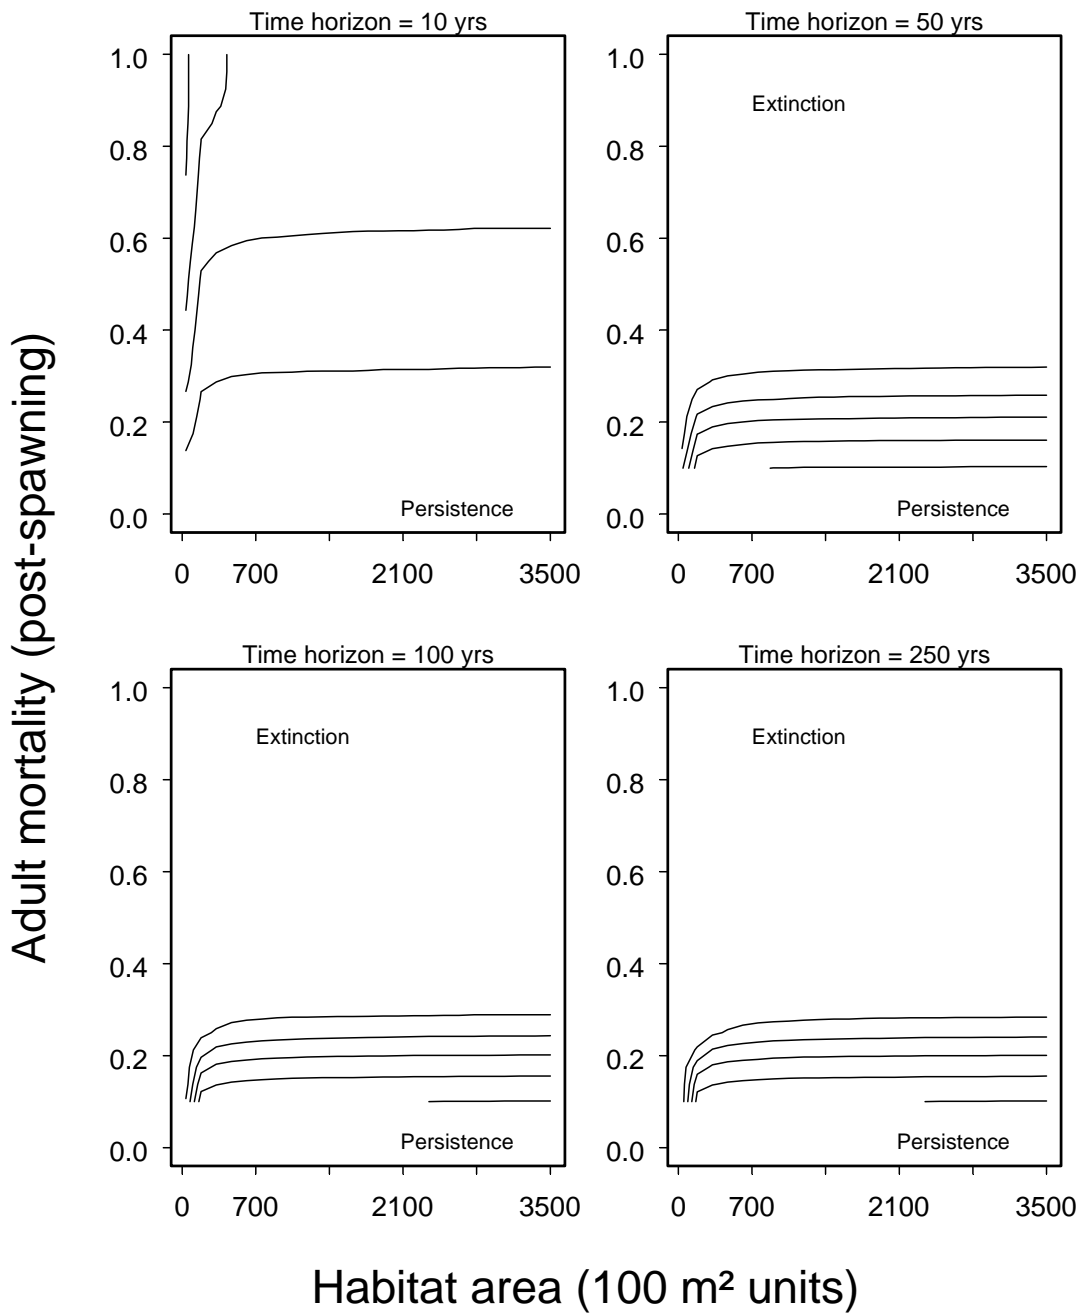 Time horizon = 10 yrs
Time horizon = 50 yrs
1.0
0.8
0.6
0.4
0.2
0.0
Persistence
0 700 2100 3500
1.0
0.8
0.6
0.4
0.2
0.0
Extinction
Persistence
0 700 2100 3500
Adult mortality (post-spawning)
Time horizon = 100 yrs
Time horizon = 250 yrs
1.0
0.8
0.6
0.4
0.2
0.0
Extinction
Persistence
0 700 2100 3500
1.0
0.8
0.6
0.4
0.2
0.0
Extinction
Persistence
0 700 2100 3500
Habitat area (100 m² units)